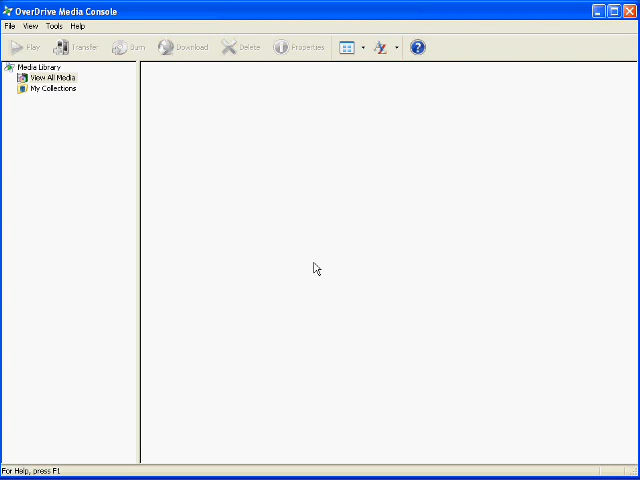 OverDrive Media Console
File View Tools Help
Play Transfer Burn Download Delete Properties
Media Library
View All Media
My Collections
For Help, press F1